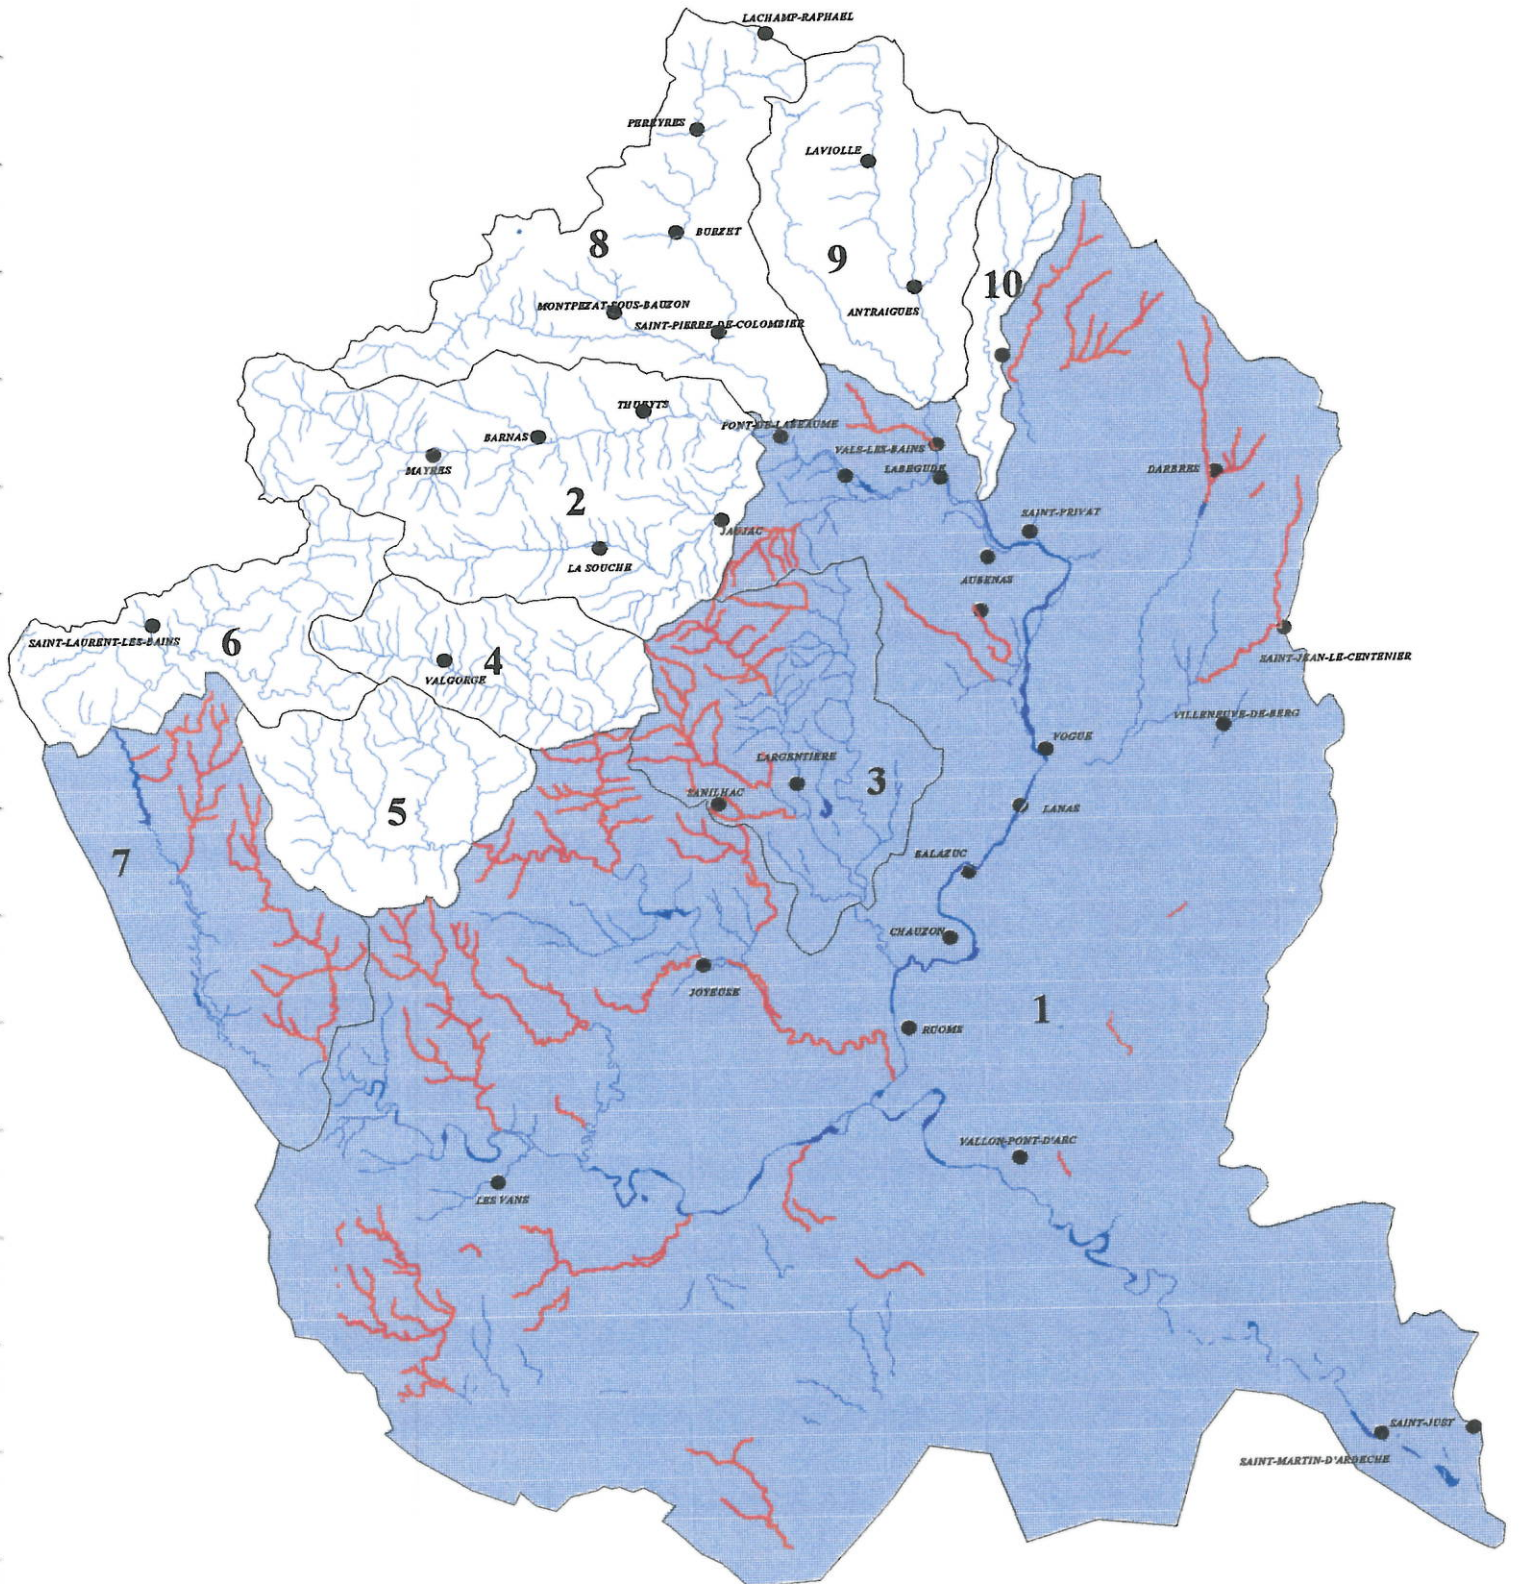 LACHAMP-RAPHAEL
PEREYRES
LAVIOLLE
BURZET
8
9
10
MONTPEZAT-SOUS-BAUZON
ANTRAIGUES
SAINT-PIERRE-DE-COLOMBIER
THUEYTS
PONT-DE-LABEAUME
BARNAS
VALS-LES-BAINS
MAYRES
LABEGUDE
DARBRES
2
SAINT-PRIVAT
JAUJAC
LA SOUCHE
AUBENAS
SAINT-LAURENT-LES-BAINS
6
4
SAINT-JEAN-LE-CENTENIER
VALGORGE
VILLENEUVE-DE-BERG
VOGUE
LARGENTIERE
3
SANILHAC
LANAS
5
BALAZUC
7
CHAUZON
JOYEUSE
1
RUOMS
VALLON-PONT-D'ARC
LES VANS
SAINT-JUST
SAINT-MARTIN-D'ARDECHE